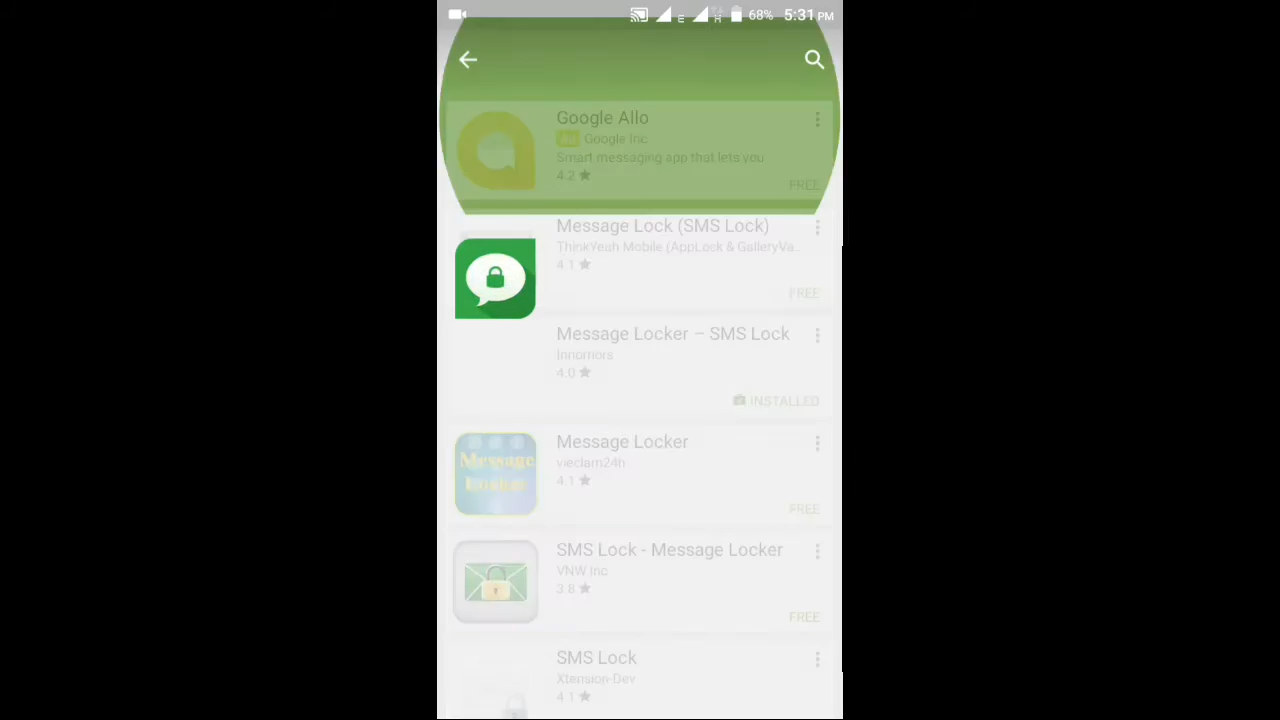 68% 5:31 PM
Google Allo
Ad Google Inc.
Smart messaging app that lets you
4.2 ★
FREE
Message Lock (SMS Lock)
ThinkYeah Mobile (AppLock & GalleryVa...
4.1 ★
FREE
Message Locker – SMS Lock
4.0 ★
INSTALLED
Message Locker
Message Locker
vieclam24h
4.1 ★
FREE
SMS Lock - Message Locker
VNW Inc
3.8 ★
FREE
SMS Lock
Xtension-Dev
4.1 ★